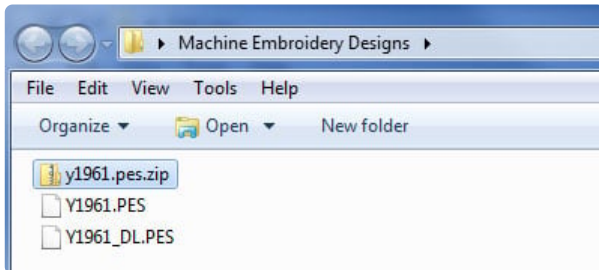 Machine Embroidery Designs
File Edit View Tools Help
Organize Open New folder
y1961.pes.zip
Y1961.PES
Y1961_DL.PES